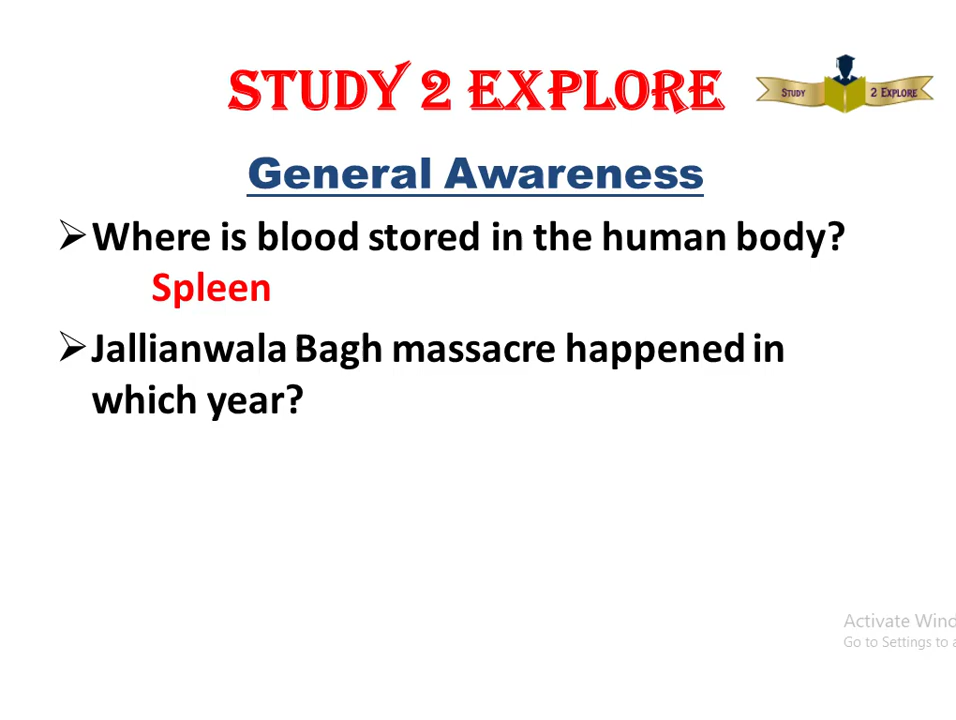 STUDY 2 EXPLORE
STUDY 2 EXPLORE
General Awareness
Where is blood stored in the human body?
Spleen
Jallianwala Bagh massacre happened in
which year?
Activate Wind
Go to Settings to a